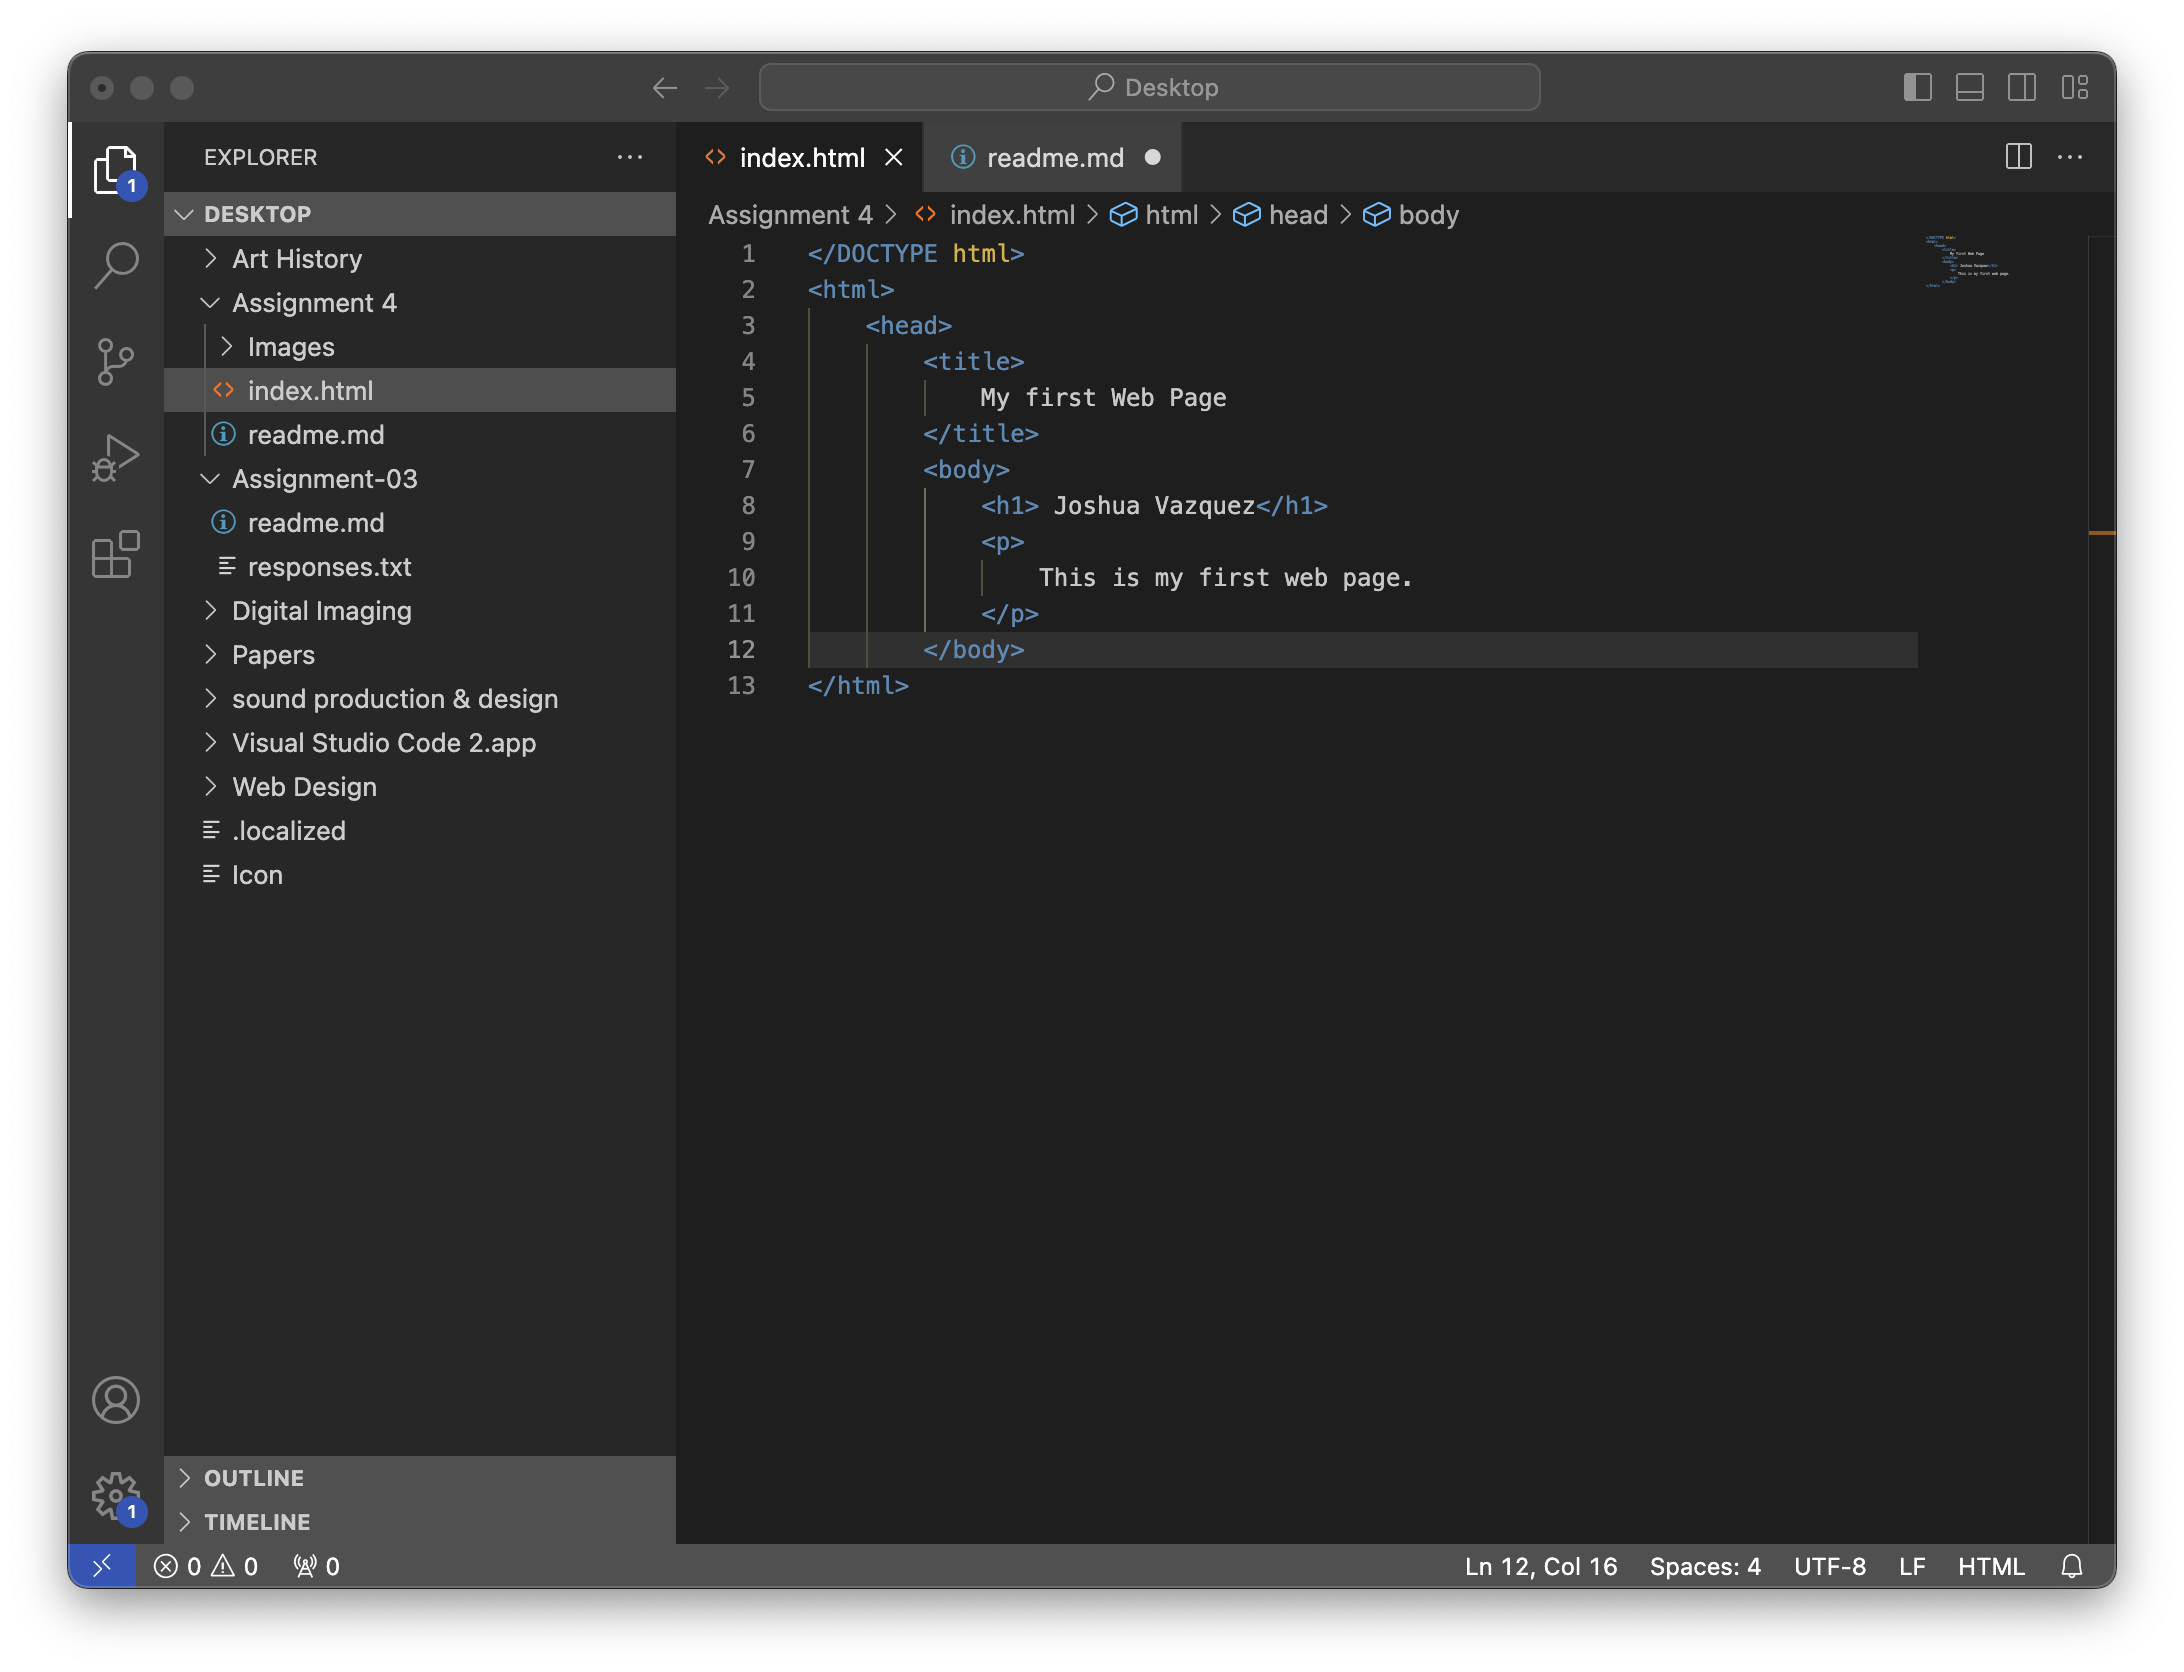 Desktop
EXPLORER
DESKTOP
Art History
Assignment 4
Images
index.html
readme.md
Assignment-03
readme.md
responses.txt
Digital Imaging
Papers
sound production & design
Visual Studio Code 2.app
Web Design
.localized
Icon
OUTLINE
TIMELINE
1
1
index.html
readme.md
Assignment 4 > index.html > html > head > body
1 </DOCTYPE html>
2 <html>
3 <head>
4 <title>
5 My first Web Page
6 </title>
7 <body>
8 <h1> Joshua Vazquez</h1>
9 <p>
10 This is my first web page.
11 </p>
12 </body>
13 </html>
0 0 0
Ln 12, Col 16 Spaces: 4 UTF-8 LF HTML